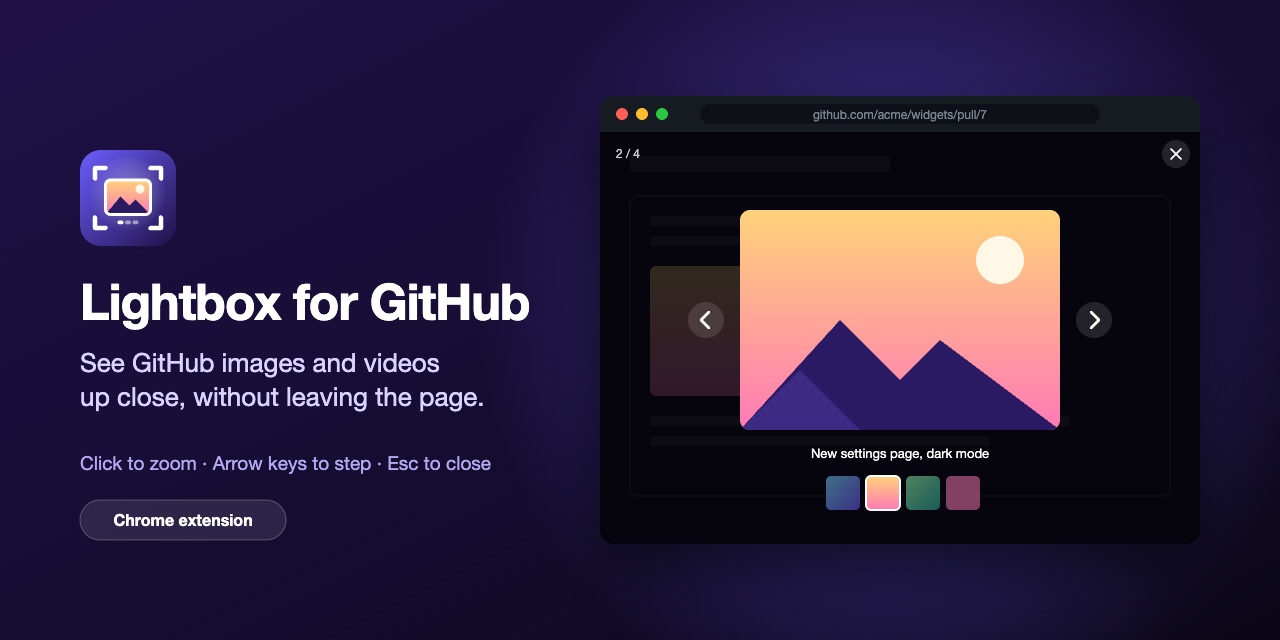 Lightbox for GitHub
See GitHub images and videos
up close, without leaving the page.
Click to zoom · Arrow keys to step · Esc to close
Chrome extension
github.com/acme/widgets/pull/7
2 / 4
New settings page, dark mode